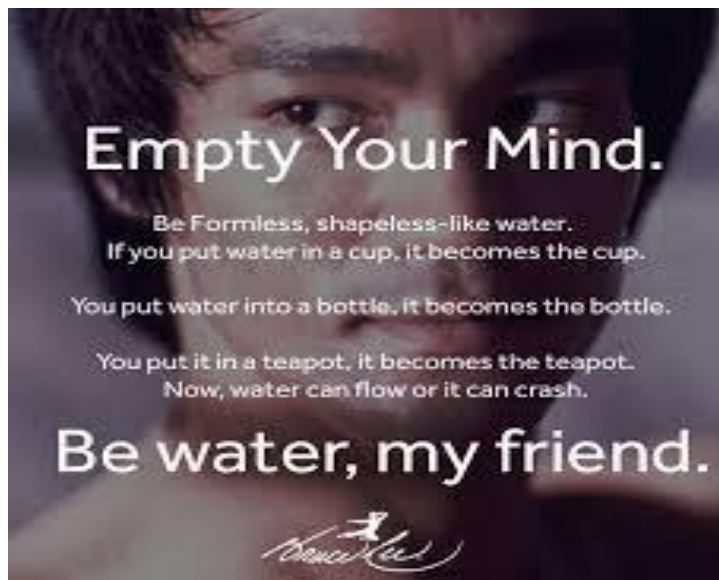 Empty Your Mind.
Be Formless, shapeless-like water.
If you put water in a cup, it becomes the cup.
You put water into a bottle, it becomes the bottle.
You put it in a teapot, it becomes the teapot.
Now, water can flow or it can crash.
Be water, my friend.
Bruce Lee